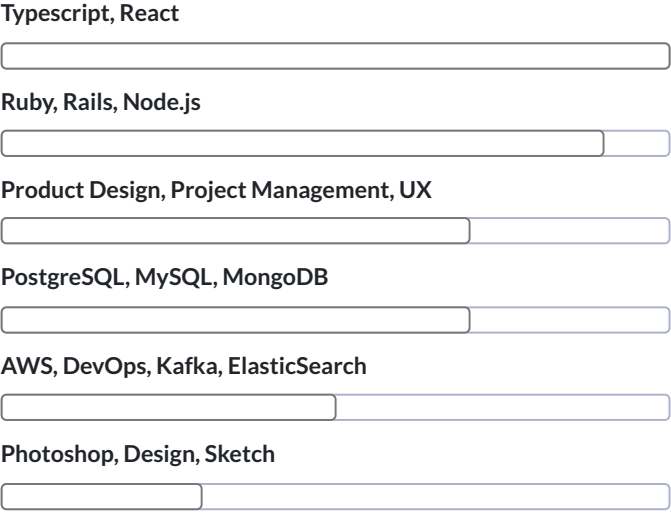 Typescript, React
Ruby, Rails, Node.js
Product Design, Project Management, UX
PostgreSQL, MySQL, MongoDB
AWS, DevOps, Kafka, ElasticSearch
Photoshop, Design, Sketch